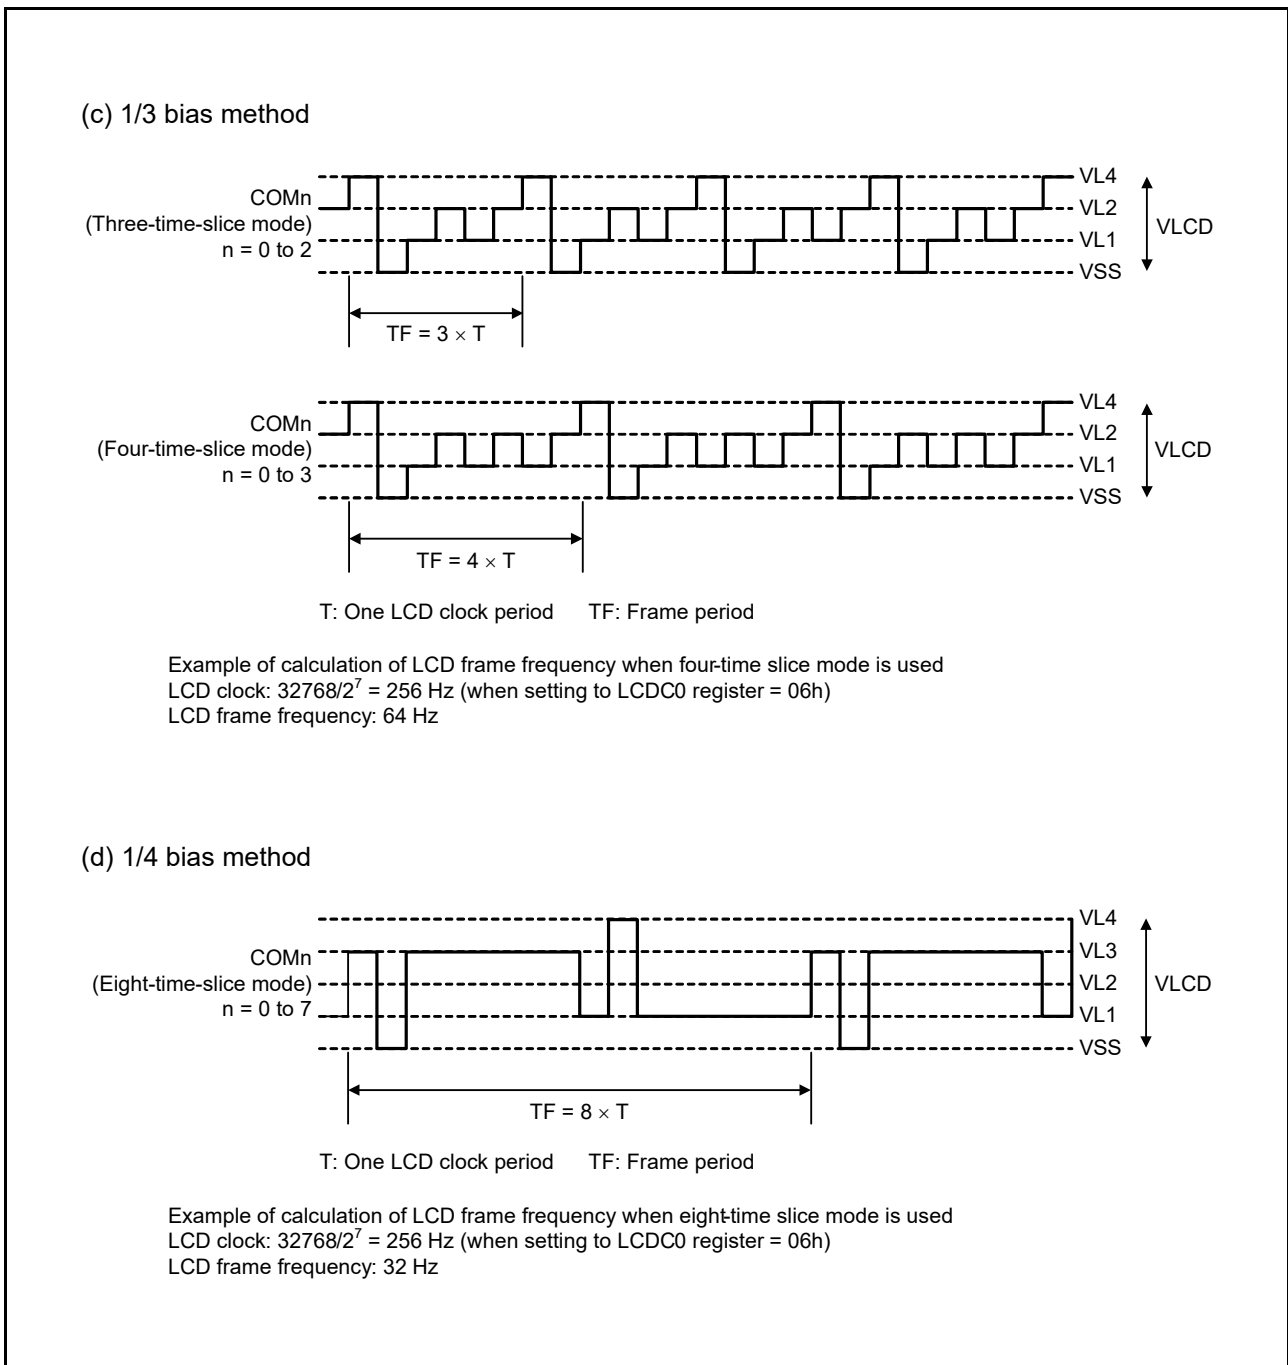 (c) 1/3 bias method
COMn
(Three-time-slice mode)
n = 0 to 2
VL4
VL2
VL1
VSS
VLCD
TF = 3 × T
COMn
(Four-time-slice mode)
n = 0 to 3
VL4
VL2
VL1
VSS
VLCD
TF = 4 × T
T: One LCD clock period TF: Frame period
Example of calculation of LCD frame frequency when four-time slice mode is used
LCD clock: 32768/2⁷ = 256 Hz (when setting to LCDC0 register = 06h)
LCD frame frequency: 64 Hz
(d) 1/4 bias method
COMn
(Eight-time-slice mode)
n = 0 to 7
VL4
VL3
VL2
VL1
VSS
VLCD
TF = 8 × T
T: One LCD clock period TF: Frame period
Example of calculation of LCD frame frequency when eight-time slice mode is used
LCD clock: 32768/2⁷ = 256 Hz (when setting to LCDC0 register = 06h)
LCD frame frequency: 32 Hz